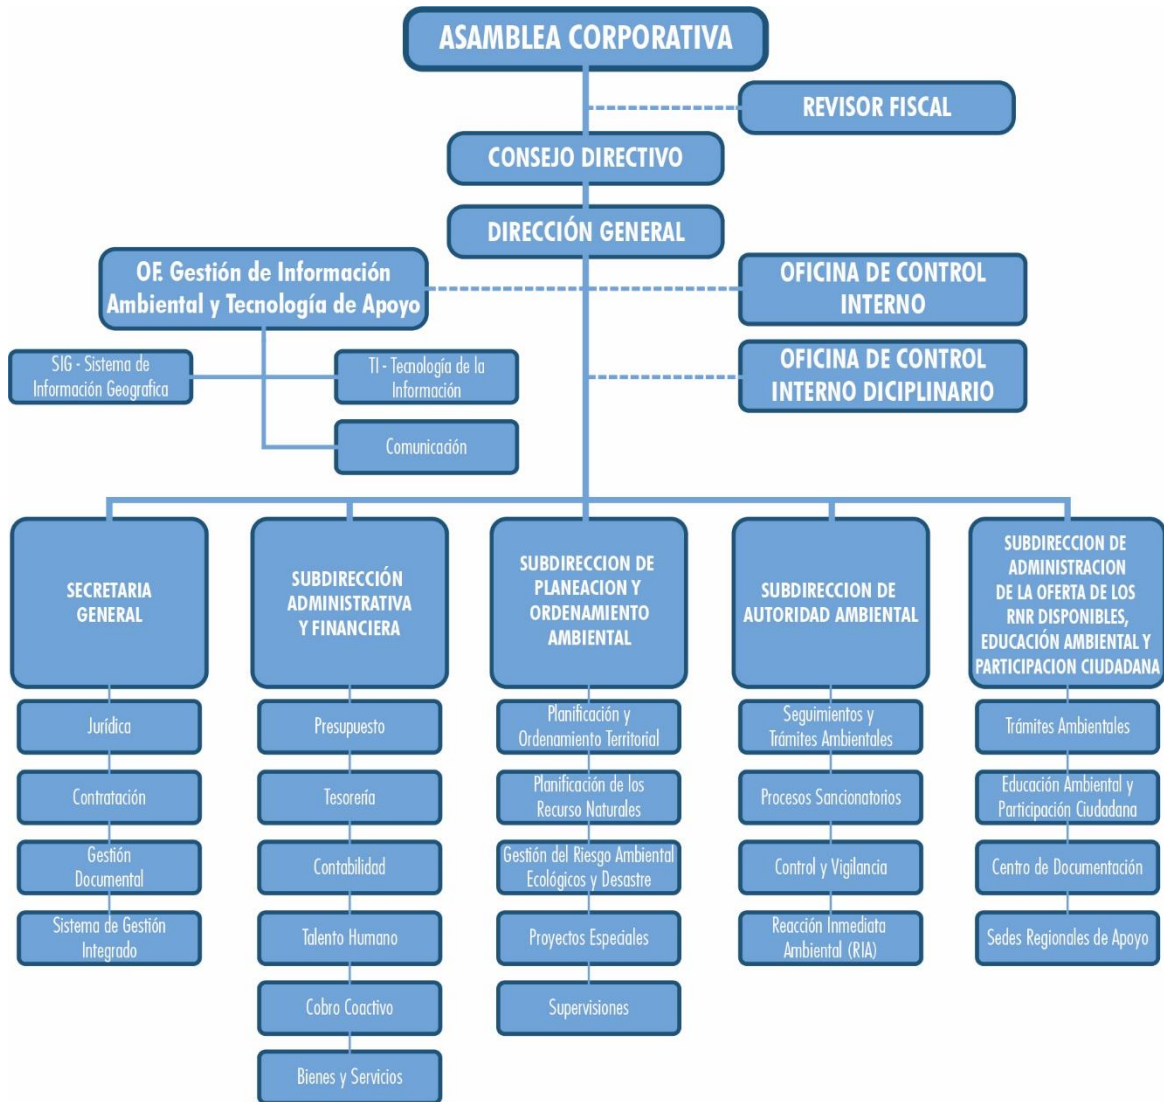 ASAMBLEA CORPORATIVA
REVISOR FISCAL
CONSEJO DIRECTIVO
DIRECCIÓN GENERAL
OF. Gestión de Información
Ambiental y Tecnología de Apoyo
OFICINA DE CONTROL
INTERNO
SIG - Sistema de
Información Geografica
TI - Tecnología de la
Información
Comunicación
OFICINA DE CONTROL
INTERNO DICIPLINARIO
SECRETARIA
GENERAL
Jurídica
Contratación
Gestión
Documental
Sistema de Gestión
Integrado
SUBDIRECCIÓN
ADMINISTRATIVA
Y FINANCIERA
Presupuesto
Tesorería
Contabilidad
Talento Humano
Cobro Coactivo
Bienes y Servicios
SUBDIRECCION DE
PLANEACION Y
ORDENAMIENTO
AMBIENTAL
Planificación y
Ordenamiento Territorial
Planificación de los
Recurso Naturales
Gestión del Riesgo Ambiental
Ecológicos y Desastre
Proyectos Especiales
Supervisiones
SUBDIRECCION DE
AUTORIDAD AMBIENTAL
Seguimientos y
Trámites Ambientales
Procesos Sancionatorios
Control y Vigilancia
Reacción Inmediata
Ambiental (RIA)
SUBDIRECCION DE
ADMINISTRACION
DE LA OFERTA DE LOS
RNR DISPONIBLES,
EDUCACIÓN AMBIENTAL Y
PARTICIPACION CIUDADANA
Trámites Ambientales
Educación Ambiental y
Participación Ciudadana
Centro de Documentación
Sedes Regionales de Apoyo